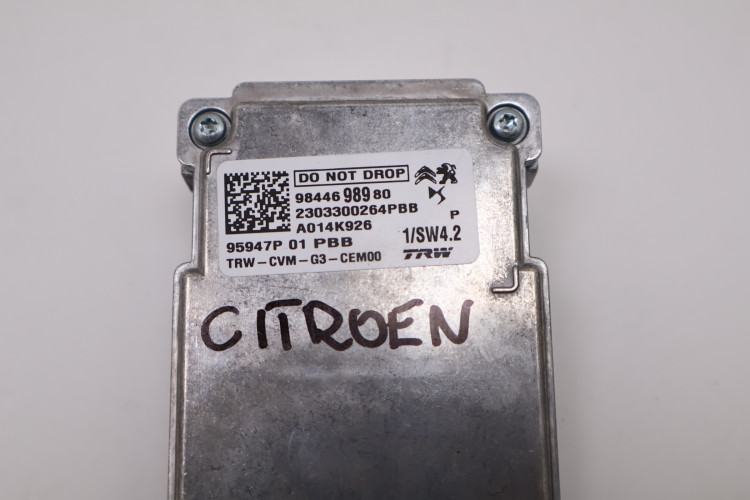 DO NOT DROP
98446 989 80
2303300264PBB
A014K926
P
95947P 01 PBB
1/SW4.2
TRW-CVM-G3-CEM00
TRW
CITROEN